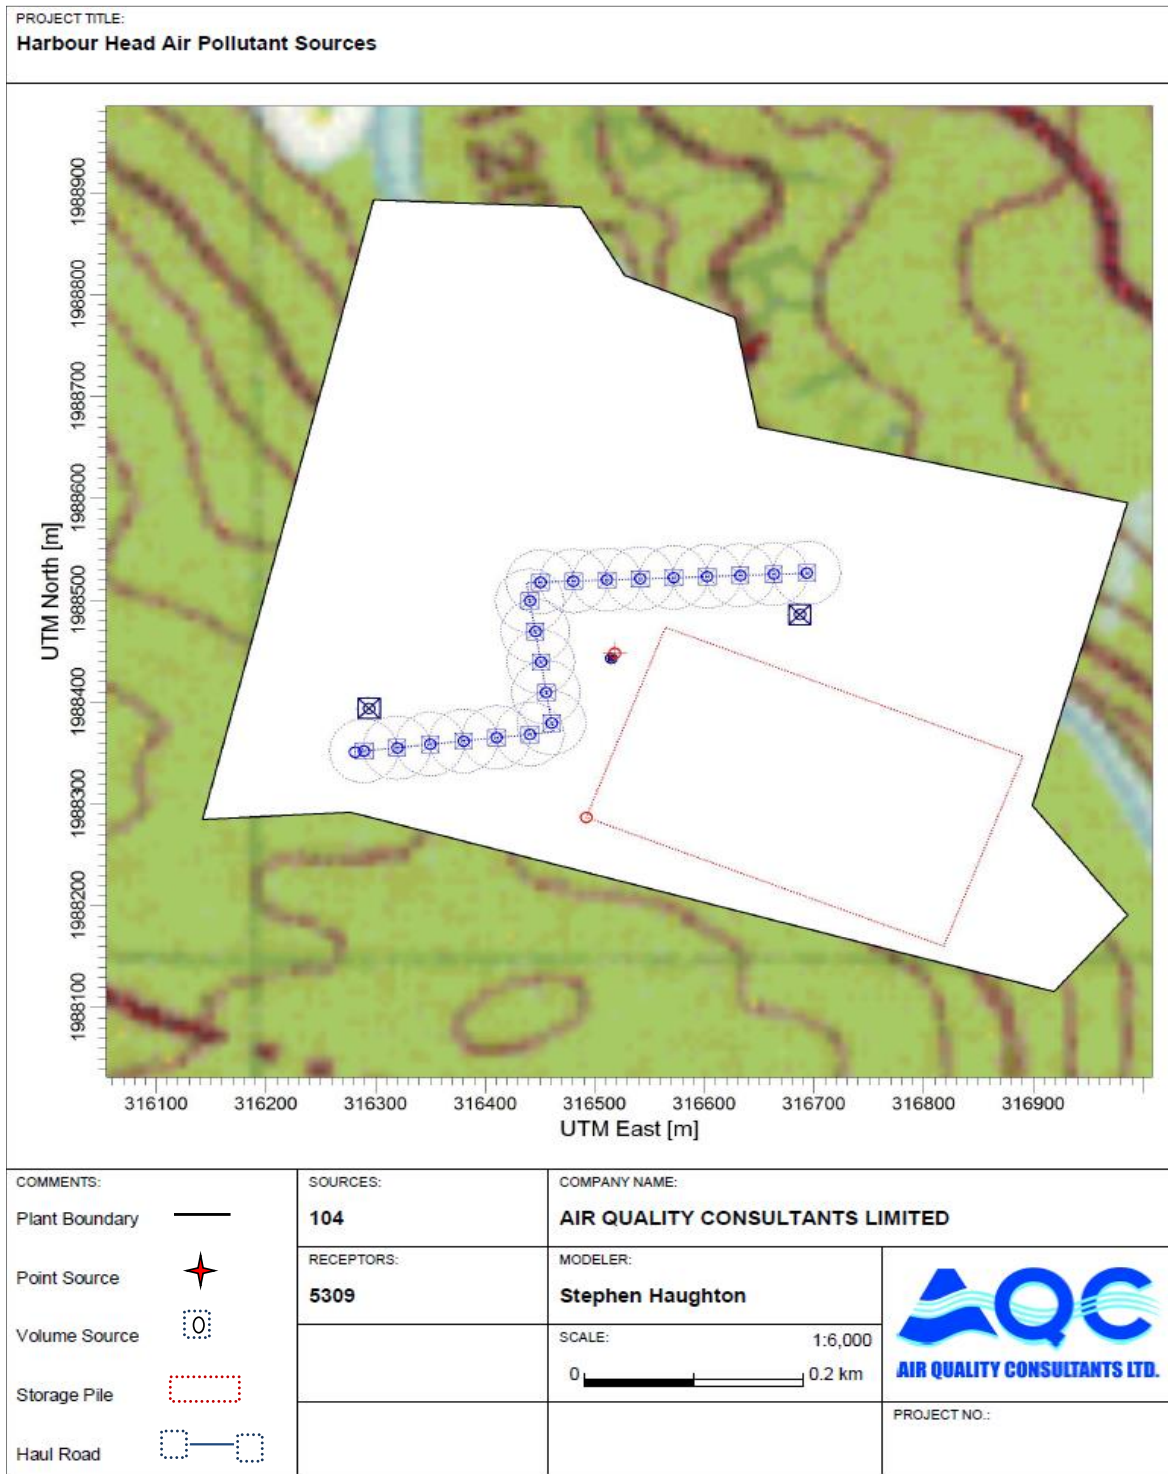 PROJECT TITLE:
Harbour Head Air Pollutant Sources
UTM North [m]
1988900
1988800
1988700
1988600
1988500
1988400
1988300
1988200
1988100
316100 316200 316300 316400 316500 316600 316700 316800 316900
UTM East [m]
COMMENTS:
Plant Boundary
Point Source
Volume Source
Storage Pile
Haul Road
SOURCES:
104
RECEPTORS:
5309
COMPANY NAME:
AIR QUALITY CONSULTANTS LIMITED
MODELER:
Stephen Haughton
SCALE: 1:6,000
0 0.2 km
AQC
AIR QUALITY CONSULTANTS LTD.
PROJECT NO.: